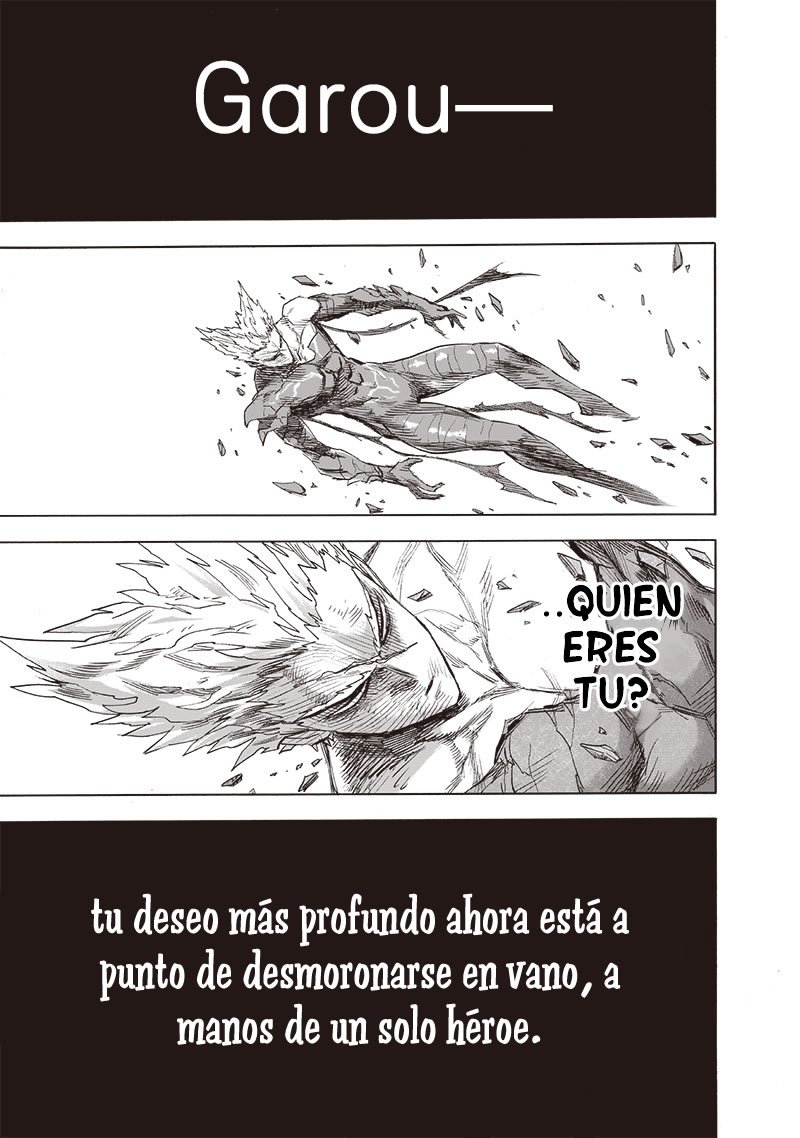 Garou—
..QUIEN
ERES
TU?
tu deseo más profundo ahora está a
punto de desmoronarse en vano, a
manos de un solo héroe.